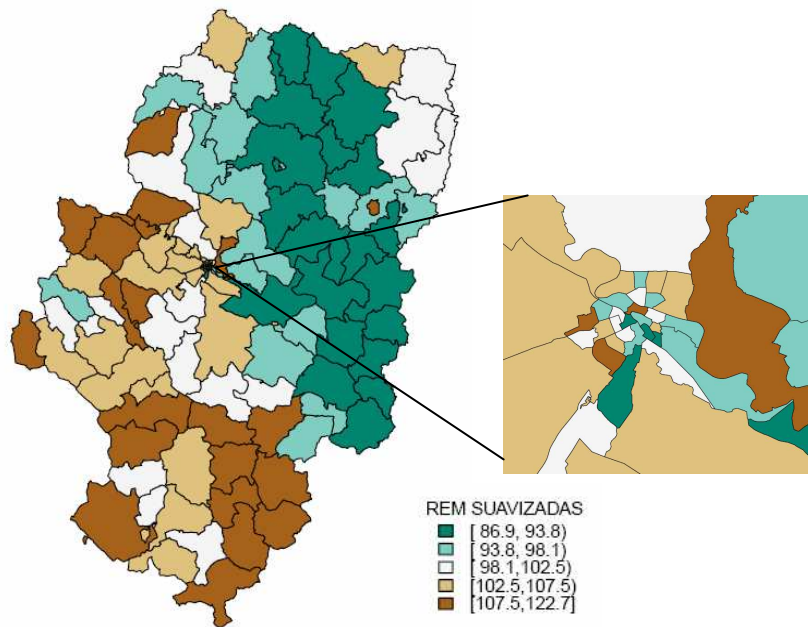 REM SUAVIZADAS
[ 86.9, 93.8)
[ 93.8, 98.1)
[ 98.1,102.5)
[102.5,107.5)
[107.5,122.7]